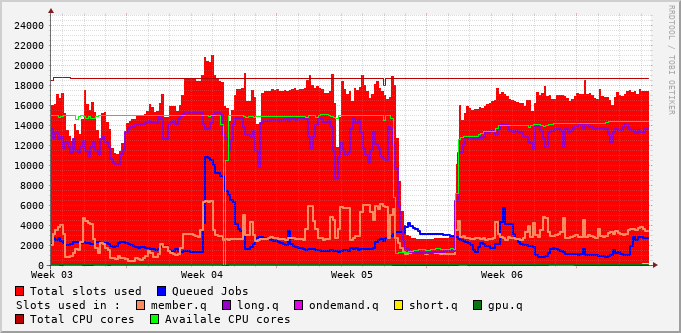 RRDTOOL / TOBI OETIKER
24000
22000
20000
18000
16000
14000
12000
10000
8000
6000
4000
2000
0
Week 03 Week 04 Week 05 Week 06
Total slots used Queued Jobs
Slots used in : member.q long.q ondemand.q short.q gpu.q
Total CPU cores Availale CPU cores